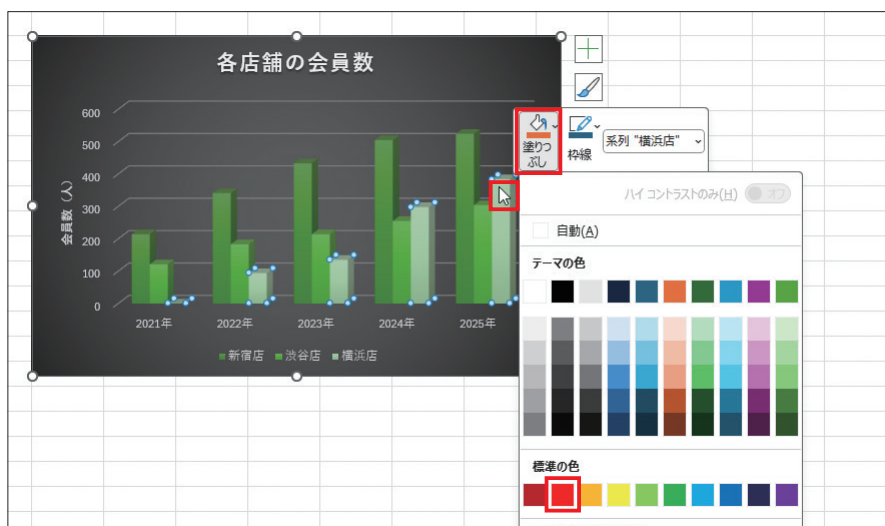 各店舗の会員数
600
500
400
300
200
100
0
会員数（人）
2021年
2022年
2023年
2024年
2025年
新宿店
渋谷店
横浜店
塗りつ
ぶし
枠線
系列 "横浜店"
ハイ コントラストのみ(H)
オフ
自動(A)
テーマの色
標準の色